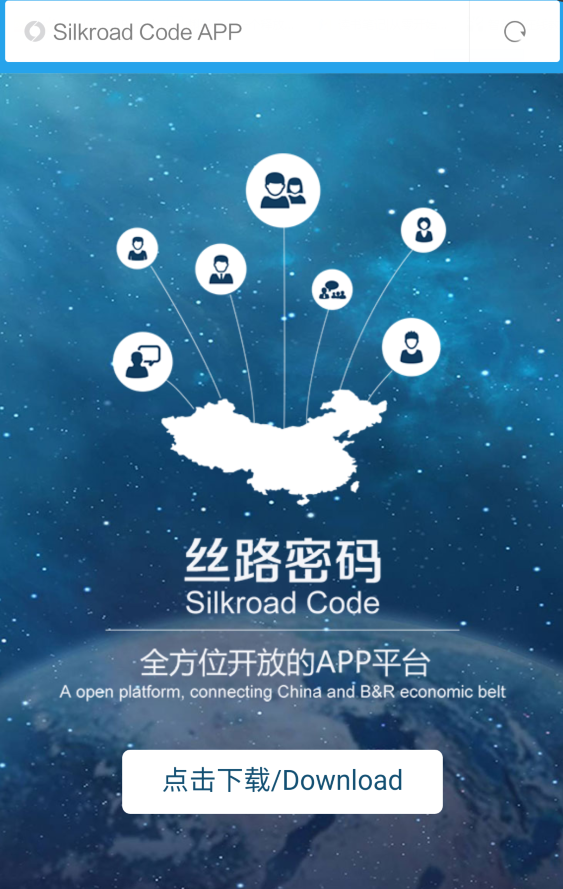 Silkroad Code APP
丝路密码
Silkroad Code
全方位开放的APP平台
A open platform, connecting China and B&R economic belt
点击下载/Download